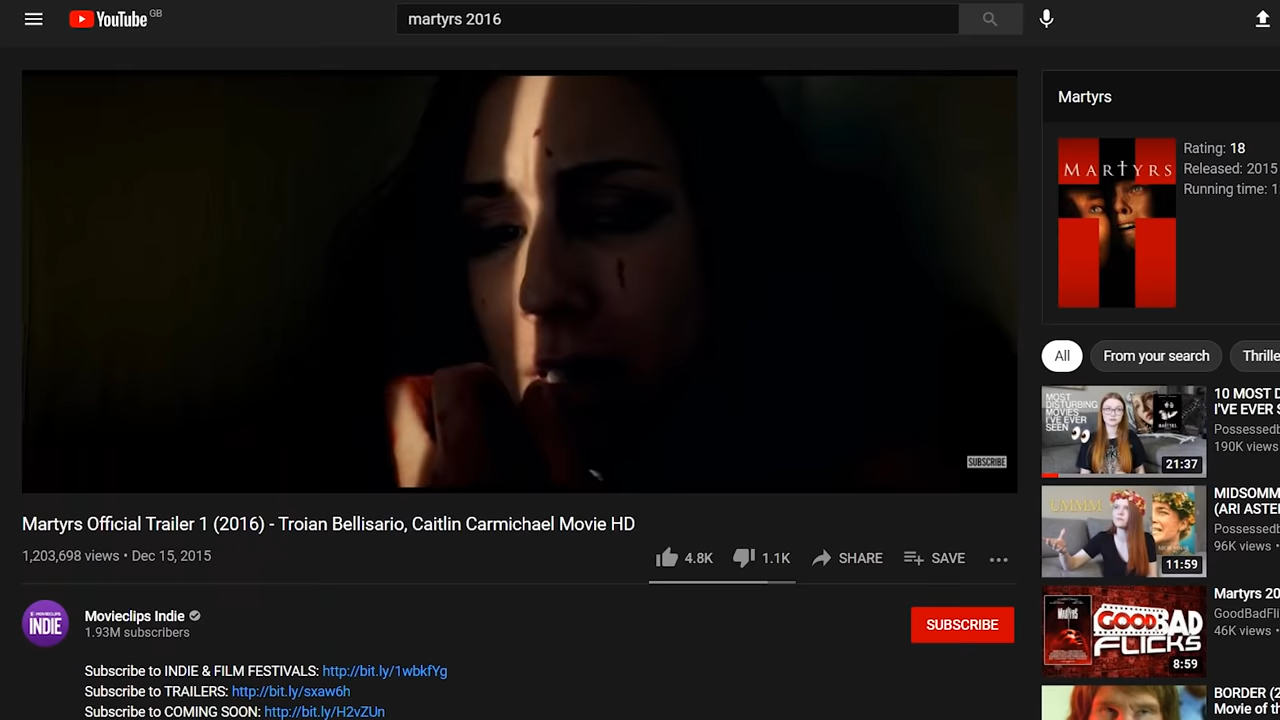 YouTube GB
martyrs 2016
SUBSCRIBE
Martyrs Official Trailer 1 (2016) - Troian Bellisario, Caitlin Carmichael Movie HD
1,203,698 views • Dec 15, 2015
4.8K
1.1K
SHARE
SAVE
Movieclips Indie
1.93M subscribers
SUBSCRIBE
MOVIECLIPS
INDIE
Subscribe to INDIE & FILM FESTIVALS: http://bit.ly/1wbkfYg
Subscribe to TRAILERS: http://bit.ly/sxaw6h
Subscribe to COMING SOON: http://bit.ly/H2vZUn
Martyrs
MARTYRS
Rating: 18
Released: 2015
Running time: 1
All
From your search
Thrille
MOST
DISTURBING
MOVIES
I'VE EVER
SEEN
21:37
10 MOST D
I'VE EVER S
Possessedb
190K views
UMMM
11:59
MIDSOMM
(ARI ASTE
Possessedb
96K views •
MARTYRS
GOOD BAD
FLICKS
8:59
Martyrs 20
GoodBadFli
46K views •
BORDER (2
Movie of th